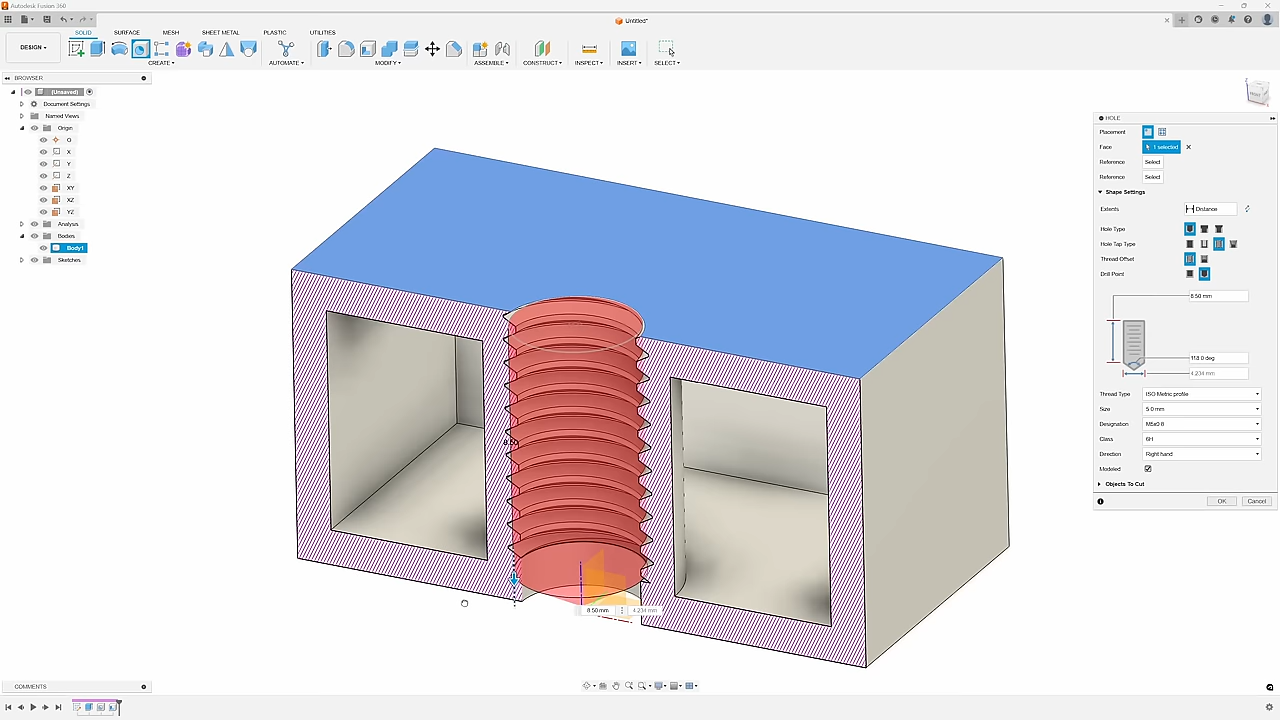 Autodesk Fusion 360
Untitled*
DESIGN
SOLID SURFACE MESH SHEET METAL PLASTIC UTILITIES
CREATE AUTOMATE MODIFY ASSEMBLE CONSTRUCT INSPECT INSERT SELECT
BROWSER
(Unsaved)
Document Settings
Named Views
Origin
O
X
Y
Z
XY
XZ
YZ
Analysis
Bodies
Body1
Sketches
FRONT
HOLE
Placement
Face 1 selected
Reference Select
Reference Select
Shape Settings
Extents Distance
Hole Type
Hole Tap Type
Thread Offset
Drill Point
8.50 mm
118.0 deg
4.234 mm
Thread Type ISO Metric profile
Size 5.0 mm
Designation M5x0.8
Class 6H
Direction Right hand
Modeled
Objects To Cut
OK Cancel
8.50 mm 4.234 mm
COMMENTS